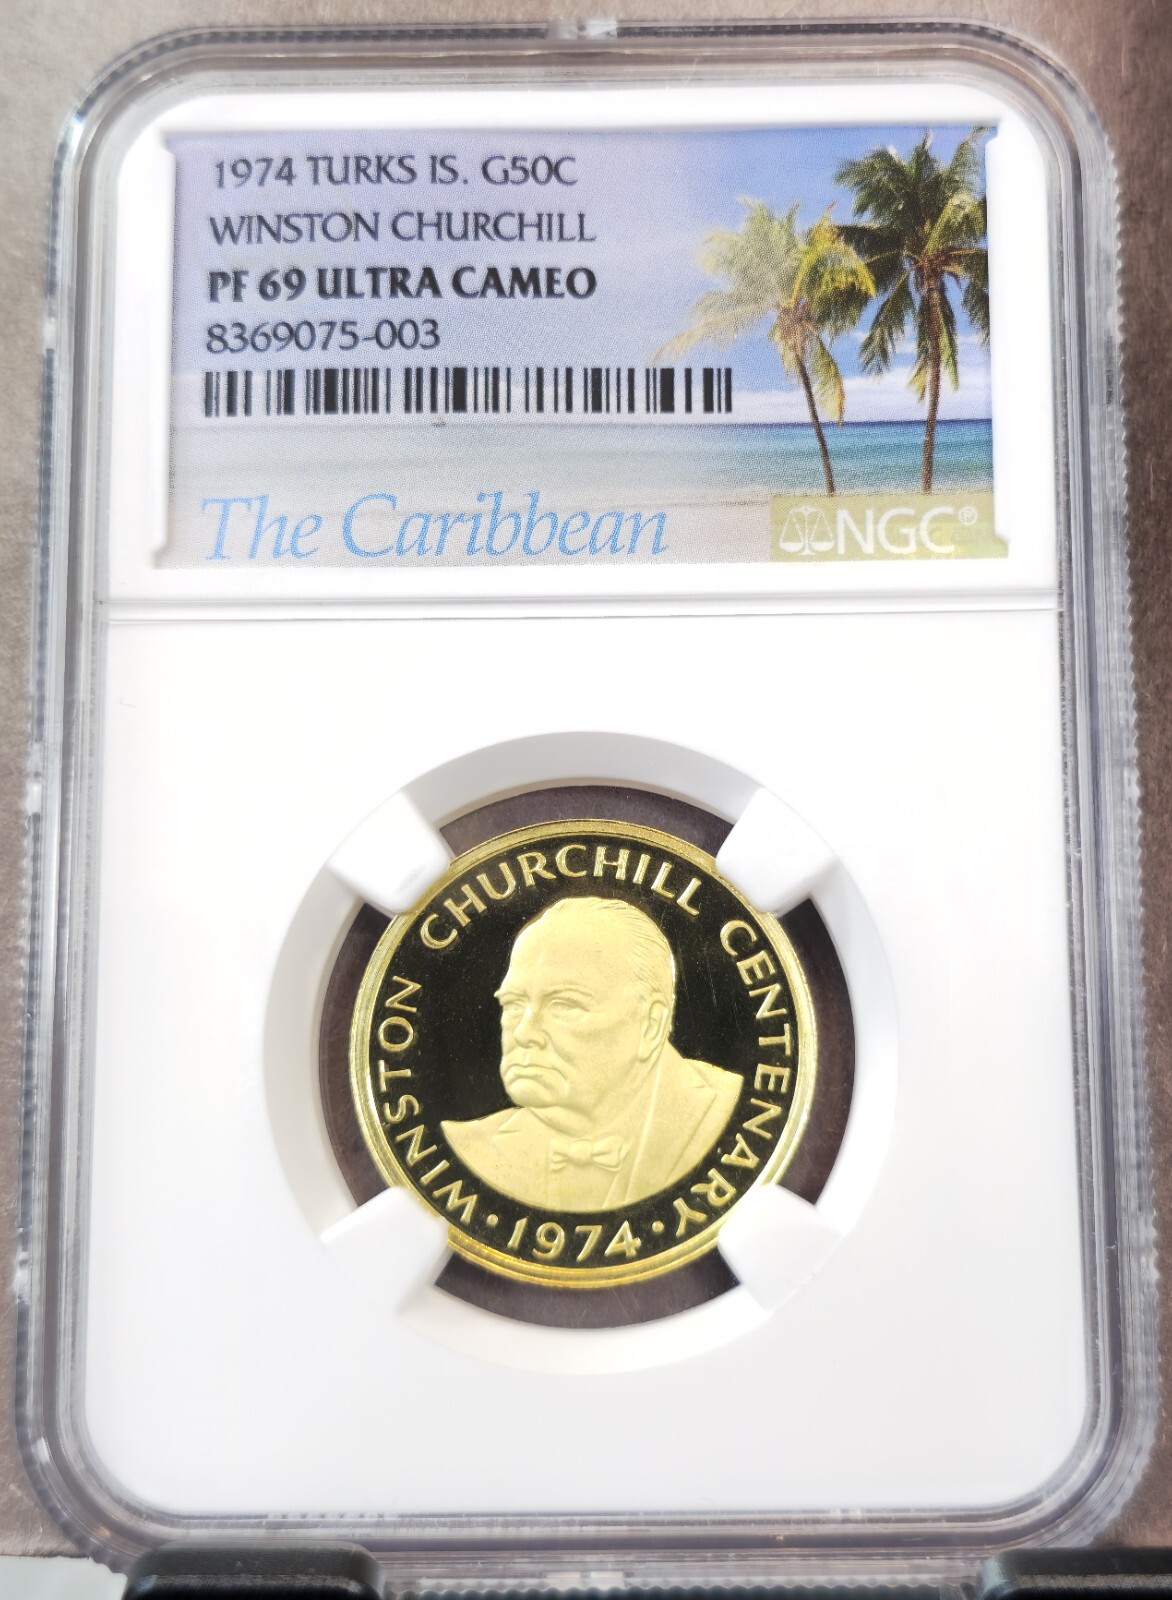 1974 TURKS IS. G50C
WINSTON CHURCHILL
PF 69 ULTRA CAMEO
8369075-003
The Caribbean
NGC®
WINSTON CHURCHILL CENTENARY
• 1974 •